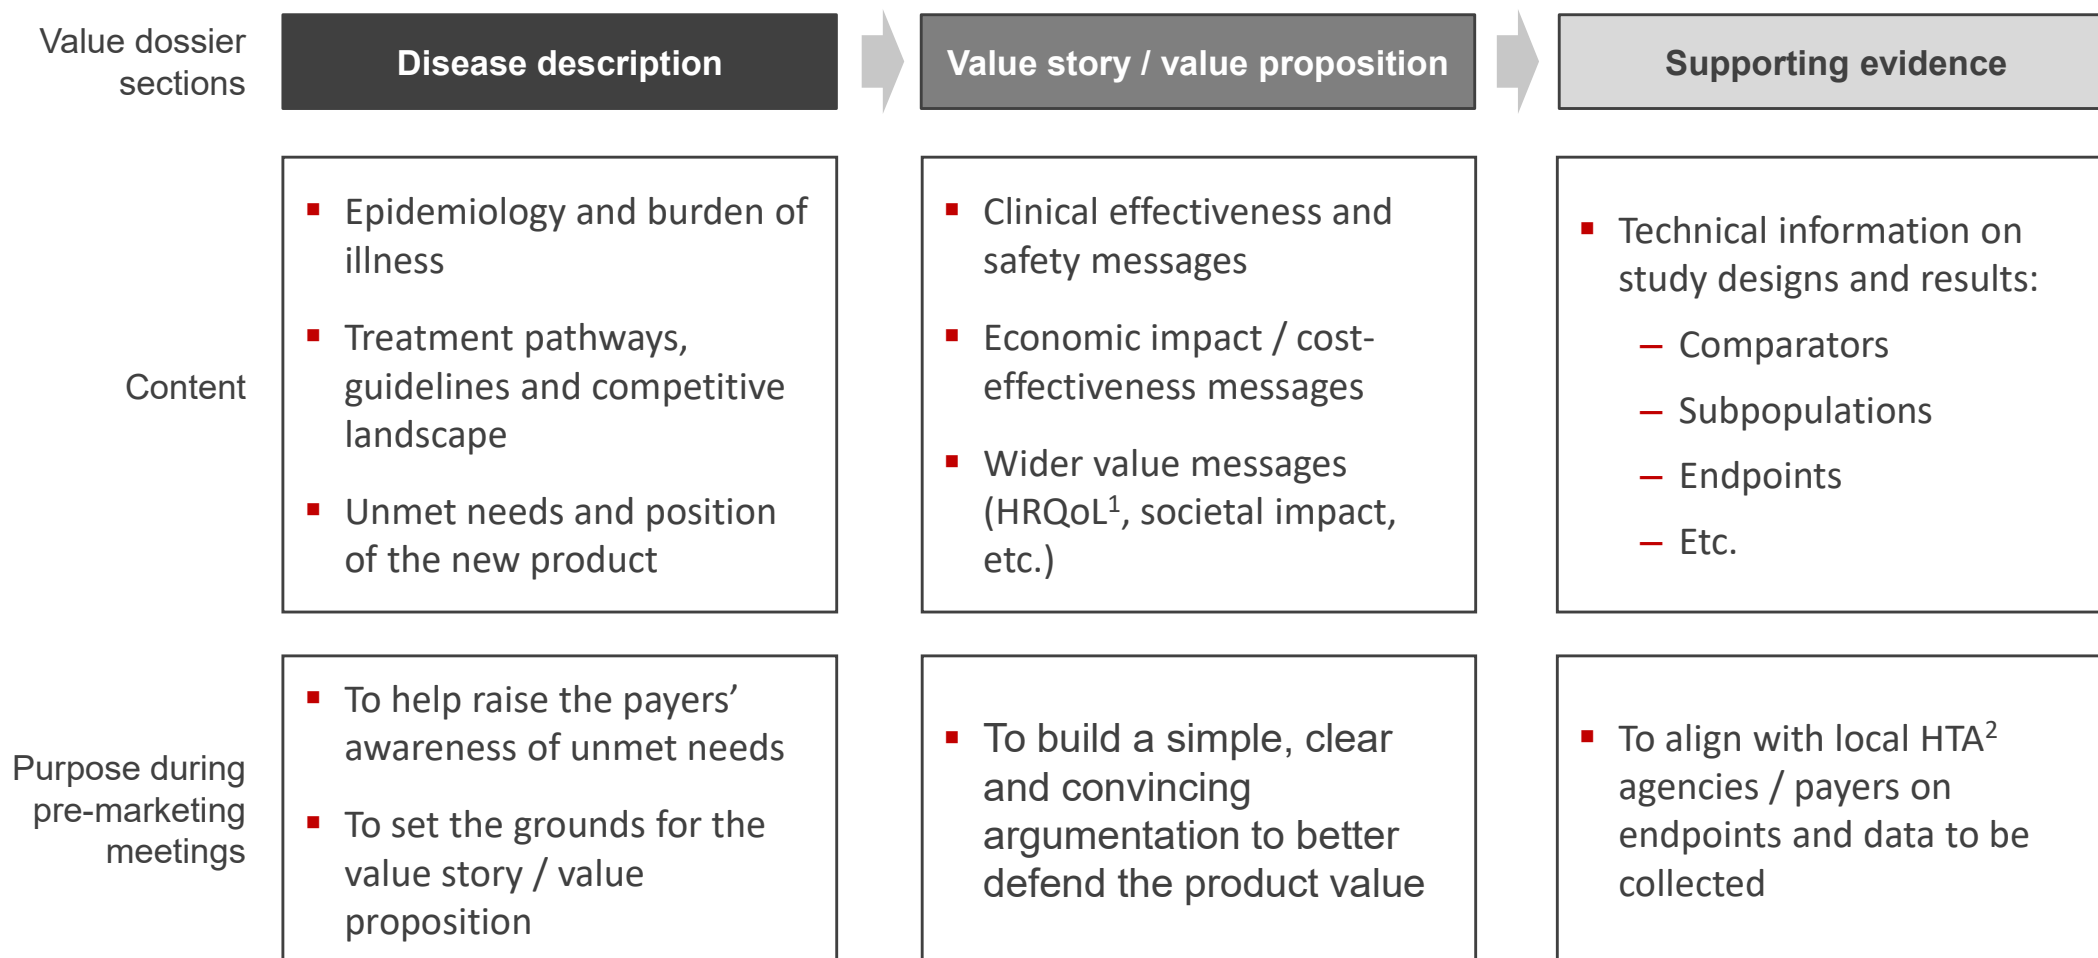 Value dossier
sections
Disease description
Value story / value proposition
Supporting evidence
Content
▪ Epidemiology and burden of
illness
▪ Treatment pathways,
guidelines and competitive
landscape
▪ Unmet needs and position
of the new product
▪ Clinical effectiveness and
safety messages
▪ Economic impact / cost-
effectiveness messages
▪ Wider value messages
(HRQoL¹, societal impact,
etc.)
▪ Technical information on
study designs and results:
– Comparators
– Subpopulations
– Endpoints
– Etc.
Purpose during
pre-marketing
meetings
▪ To help raise the payers’
awareness of unmet needs
▪ To set the grounds for the
value story / value
proposition
▪ To build a simple, clear
and convincing
argumentation to better
defend the product value
▪ To align with local HTA²
agencies / payers on
endpoints and data to be
collected